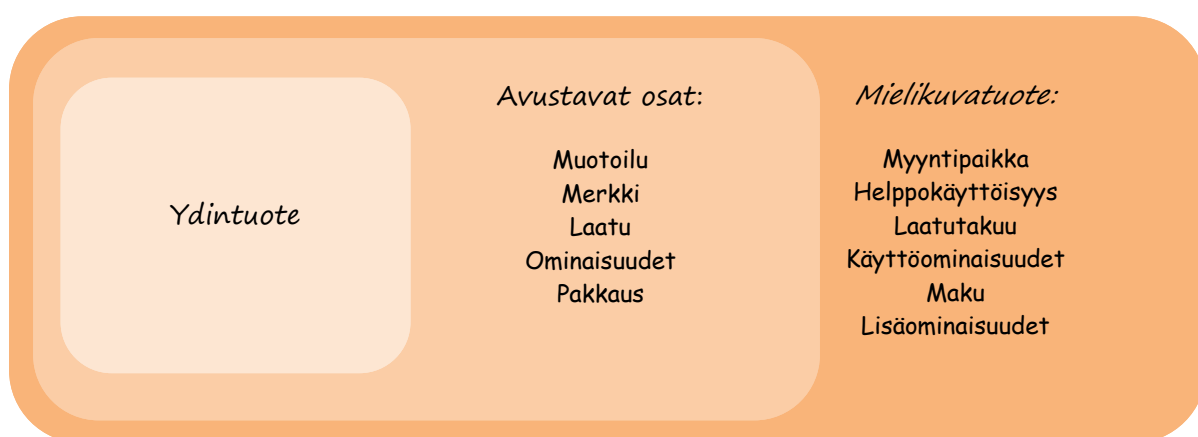 Ydintuote
Avustavat osat:
Muotoilu
Merkki
Laatu
Ominaisuudet
Pakkaus
Mielikuvatuote:
Myyntipaikka
Helppokäyttöisyys
Laatutakuu
Käyttöominaisuudet
Maku
Lisäominaisuudet